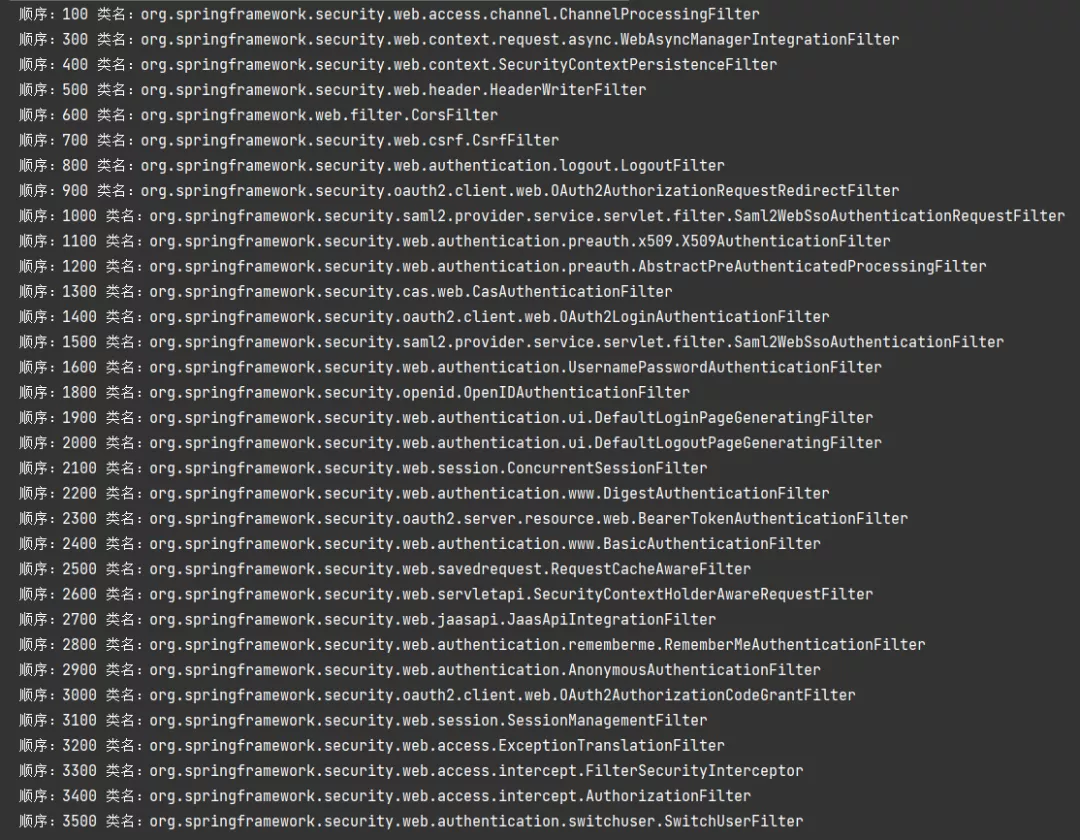 顺序：100 类名：org.springframework.security.web.access.channel.ChannelProcessingFilter
顺序：300 类名：org.springframework.security.web.context.request.async.WebAsyncManagerIntegrationFilter
顺序：400 类名：org.springframework.security.web.context.SecurityContextPersistenceFilter
顺序：500 类名：org.springframework.security.web.header.HeaderWriterFilter
顺序：600 类名：org.springframework.web.filter.CorsFilter
顺序：700 类名：org.springframework.security.web.csrf.CsrfFilter
顺序：800 类名：org.springframework.security.web.authentication.logout.LogoutFilter
顺序：900 类名：org.springframework.security.oauth2.client.web.OAuth2AuthorizationRequestRedirectFilter
顺序：1000 类名：org.springframework.security.saml2.provider.service.servlet.filter.Saml2WebSsoAuthenticationRequestFilter
顺序：1100 类名：org.springframework.security.web.authentication.preauth.x509.X509AuthenticationFilter
顺序：1200 类名：org.springframework.security.web.authentication.preauth.AbstractPreAuthenticatedProcessingFilter
顺序：1300 类名：org.springframework.security.cas.web.CasAuthenticationFilter
顺序：1400 类名：org.springframework.security.oauth2.client.web.OAuth2LoginAuthenticationFilter
顺序：1500 类名：org.springframework.security.saml2.provider.service.servlet.filter.Saml2WebSsoAuthenticationFilter
顺序：1600 类名：org.springframework.security.web.authentication.UsernamePasswordAuthenticationFilter
顺序：1800 类名：org.springframework.security.openid.OpenIDAuthenticationFilter
顺序：1900 类名：org.springframework.security.web.authentication.ui.DefaultLoginPageGeneratingFilter
顺序：2000 类名：org.springframework.security.web.authentication.ui.DefaultLogoutPageGeneratingFilter
顺序：2100 类名：org.springframework.security.web.session.ConcurrentSessionFilter
顺序：2200 类名：org.springframework.security.web.authentication.www.DigestAuthenticationFilter
顺序：2300 类名：org.springframework.security.oauth2.server.resource.web.BearerTokenAuthenticationFilter
顺序：2400 类名：org.springframework.security.web.authentication.www.BasicAuthenticationFilter
顺序：2500 类名：org.springframework.security.web.savedrequest.RequestCacheAwareFilter
顺序：2600 类名：org.springframework.security.web.servletapi.SecurityContextHolderAwareRequestFilter
顺序：2700 类名：org.springframework.security.web.jaasapi.JaasApiIntegrationFilter
顺序：2800 类名：org.springframework.security.web.authentication.rememberme.RememberMeAuthenticationFilter
顺序：2900 类名：org.springframework.security.web.authentication.AnonymousAuthenticationFilter
顺序：3000 类名：org.springframework.security.oauth2.client.web.OAuth2AuthorizationCodeGrantFilter
顺序：3100 类名：org.springframework.security.web.session.SessionManagementFilter
顺序：3200 类名：org.springframework.security.web.access.ExceptionTranslationFilter
顺序：3300 类名：org.springframework.security.web.access.intercept.FilterSecurityInterceptor
顺序：3400 类名：org.springframework.security.web.access.intercept.AuthorizationFilter
顺序：3500 类名：org.springframework.security.web.authentication.switchuser.SwitchUserFilter